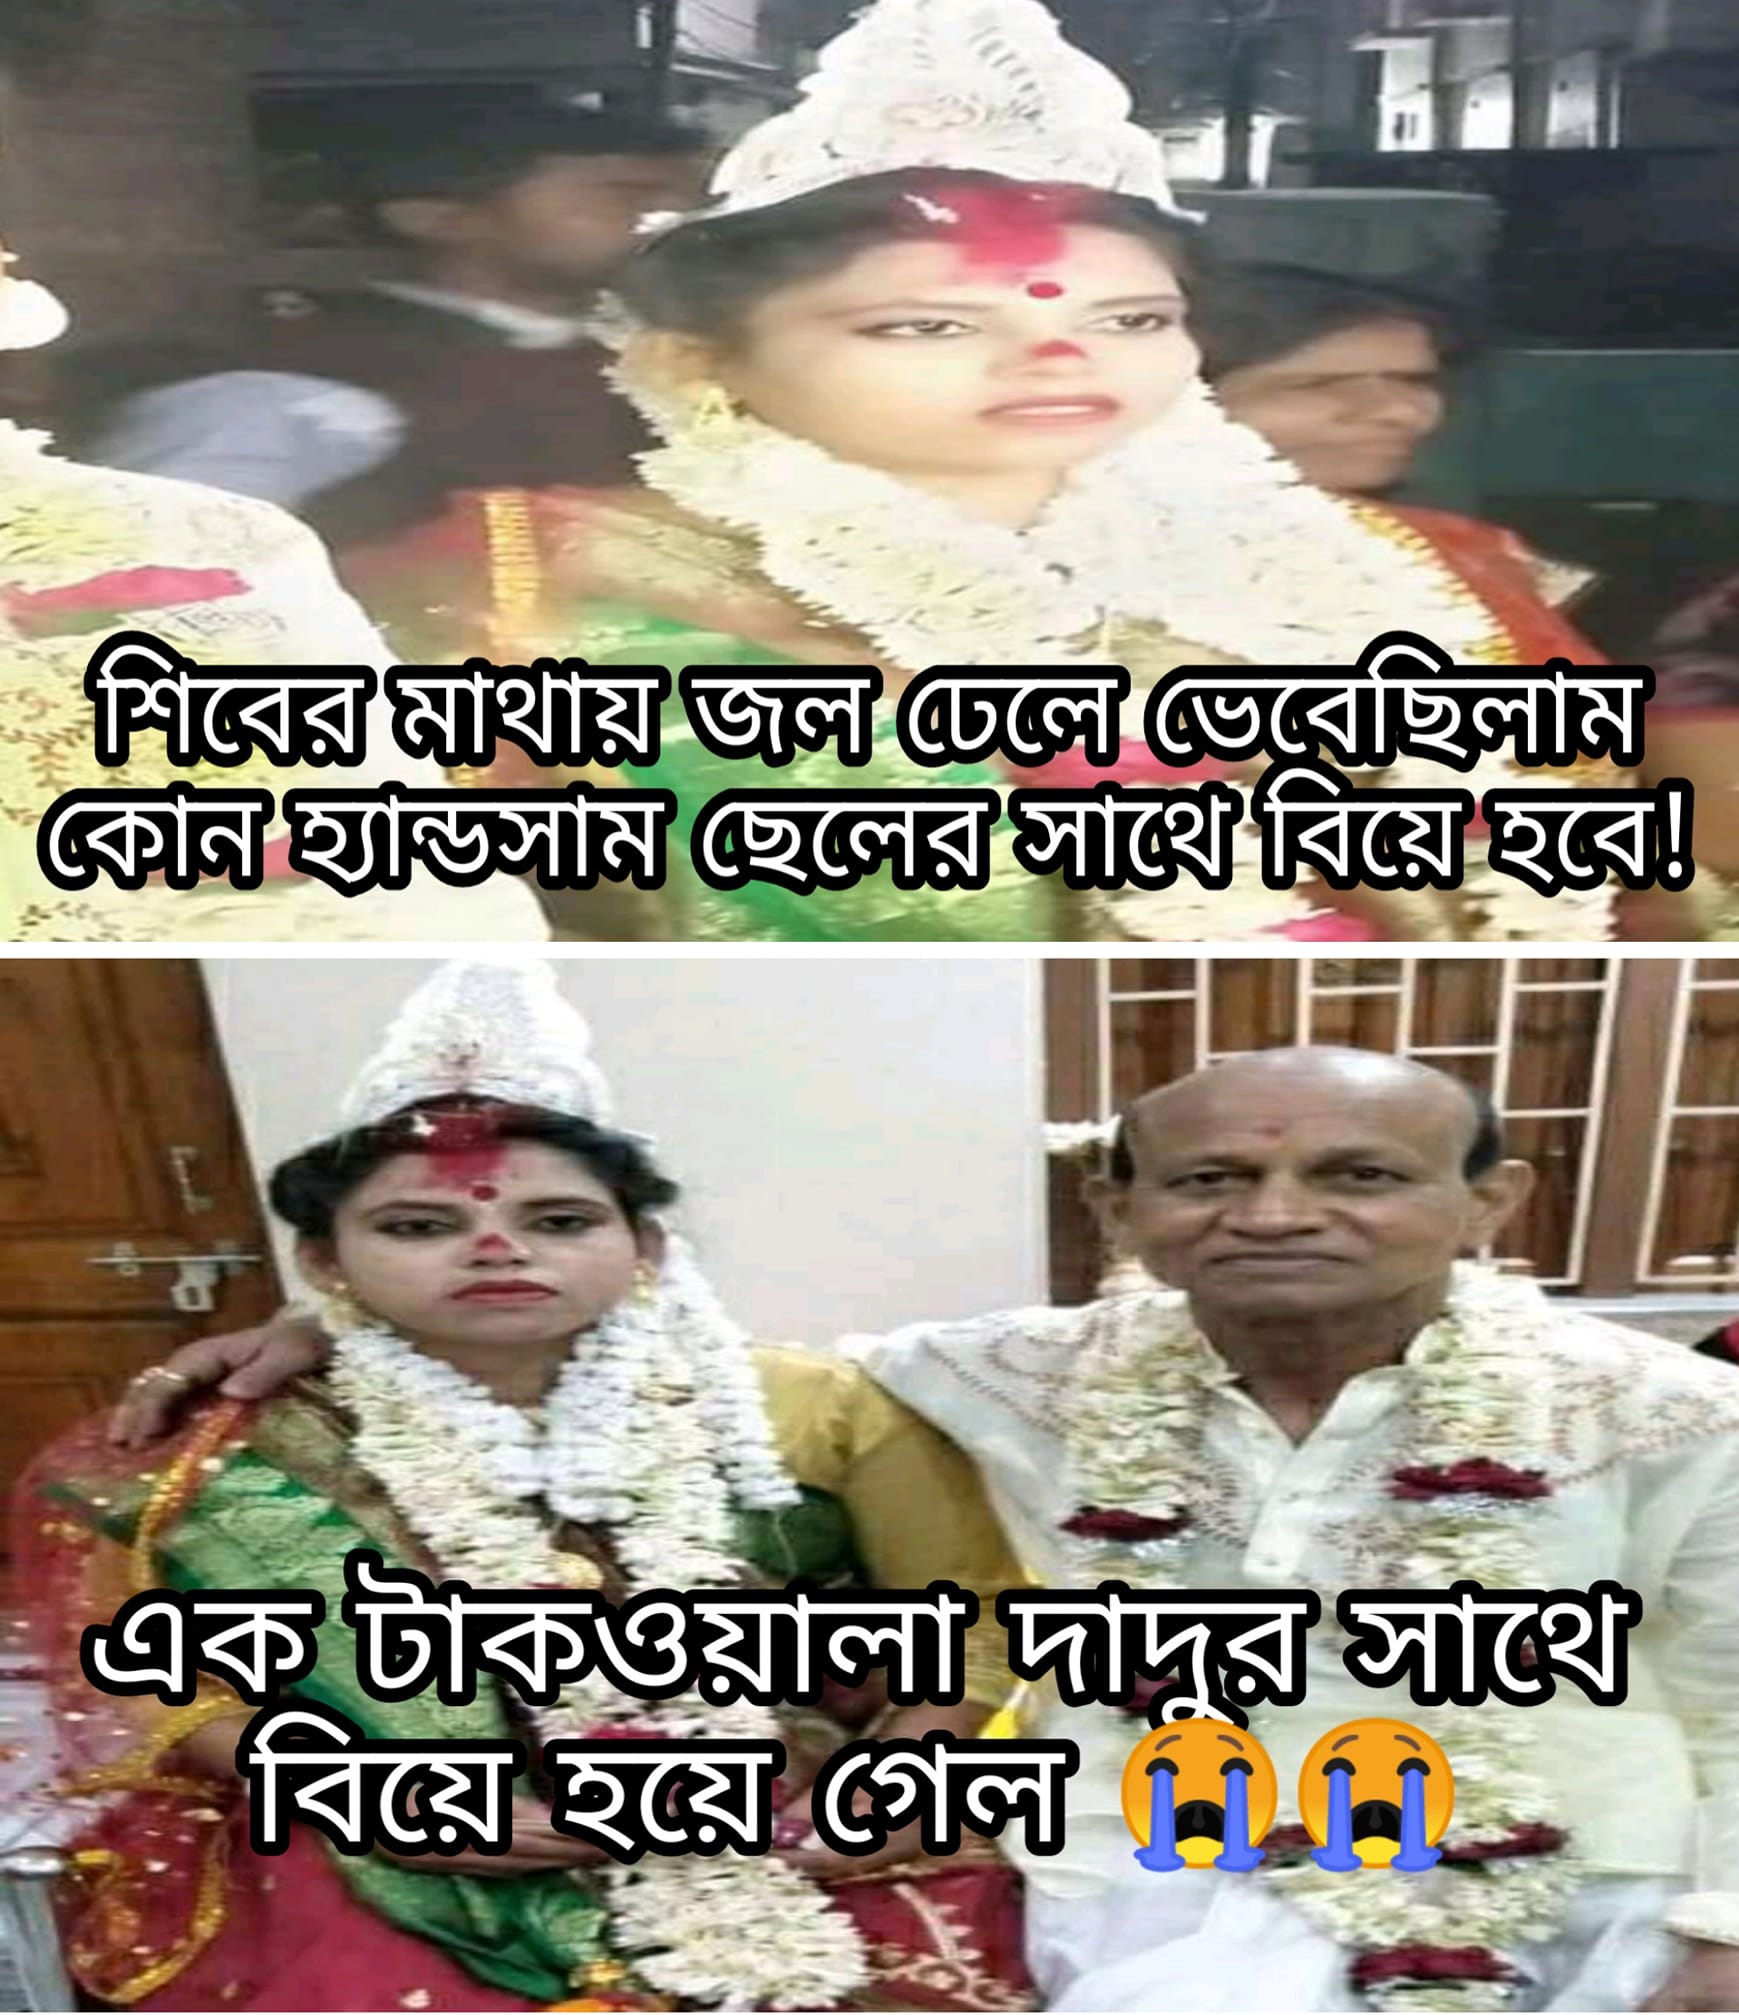 শিবের মাথায় জল ঢেলে ভেবেছিলাম
কোন হ্যান্ডসাম ছেলের সাথে বিয়ে হবে!
এক টাকওয়ালা দাদুর সাথে
বিয়ে হয়ে গেল 😭😭